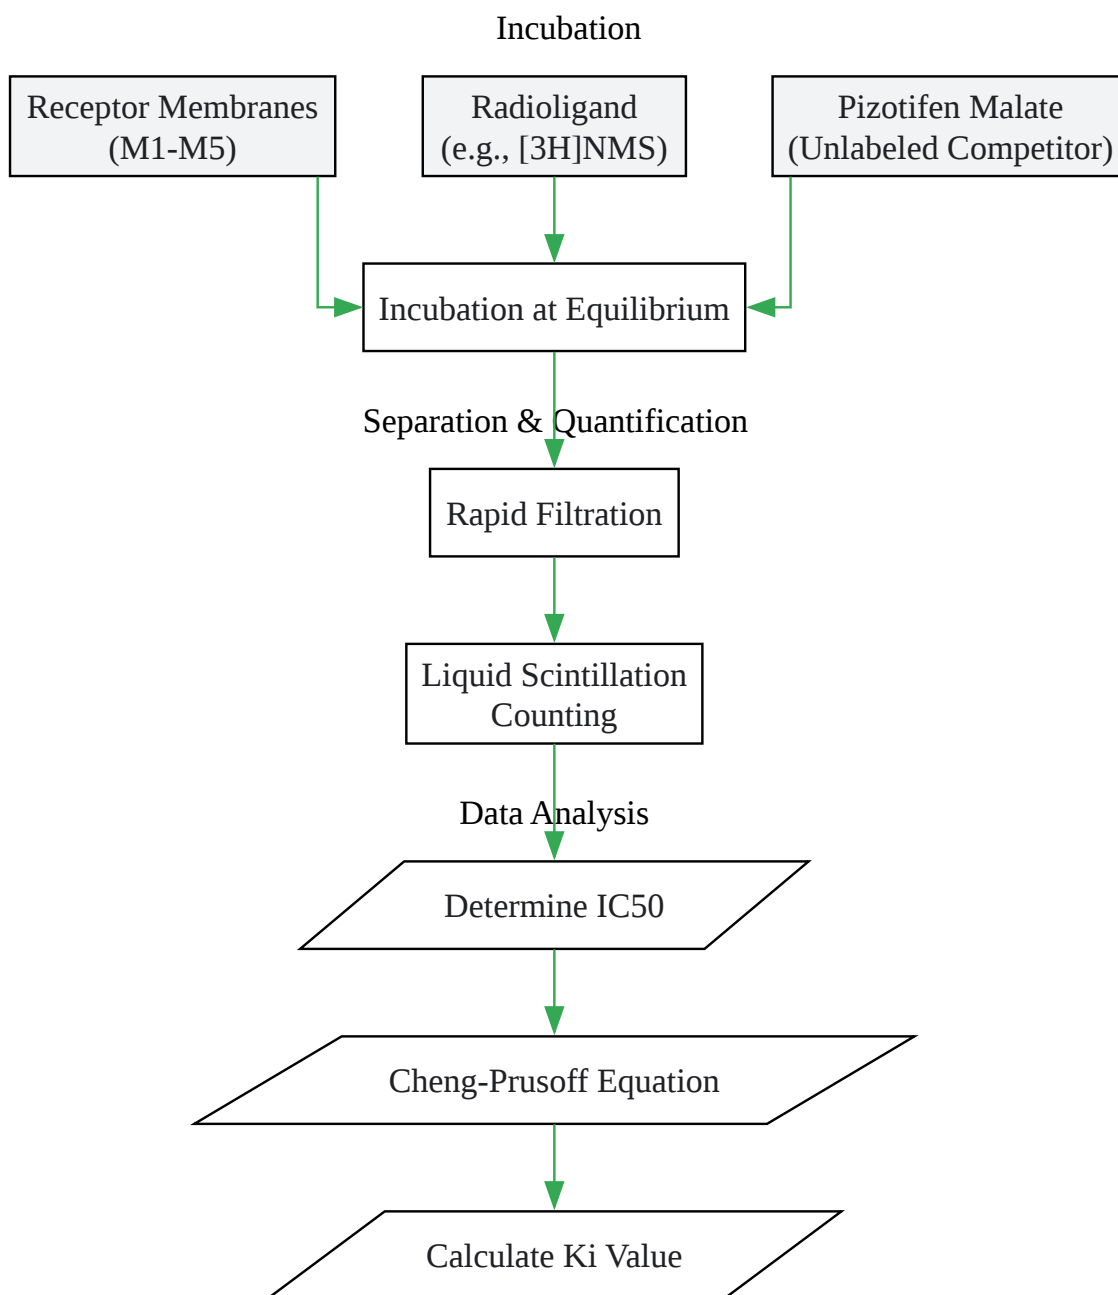 Incubation
Receptor Membranes
(M1-M5)
Radioligand
(e.g., [3H]NMS)
Pizotifen Malate
(Unlabeled Competitor)
Incubation at Equilibrium
Separation & Quantification
Rapid Filtration
Liquid Scintillation
Counting
Data Analysis
Determine IC50
Cheng-Prusoff Equation
Calculate Ki Value